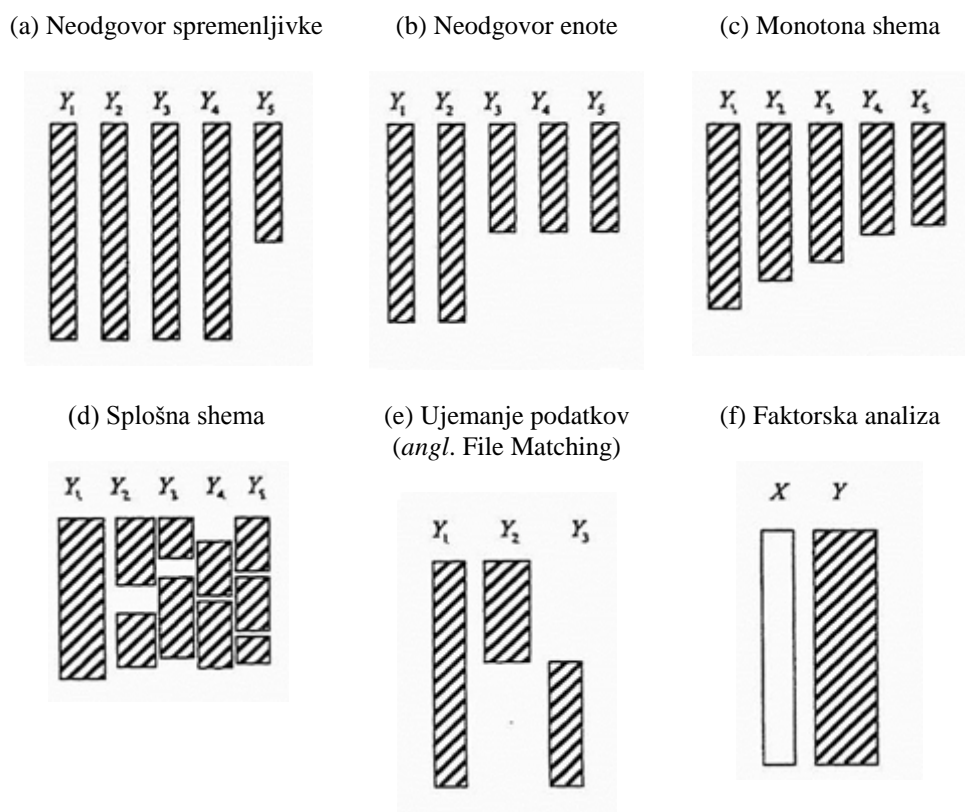 (a) Neodgovor spremenljivke
(b) Neodgovor enote
(c) Monotona shema
Y₁ Y₂ Y₃ Y₄ Y₅
Y₁ Y₂ Y₃ Y₄ Y₅
Y₁ Y₂ Y₃ Y₄ Y₅
(d) Splošna shema
(e) Ujemanje podatkov
(angl. File Matching)
(f) Faktorska analiza
Y₁ Y₂ Y₃ Y₄ Y₅
Y₁ Y₂ Y₃
X Y